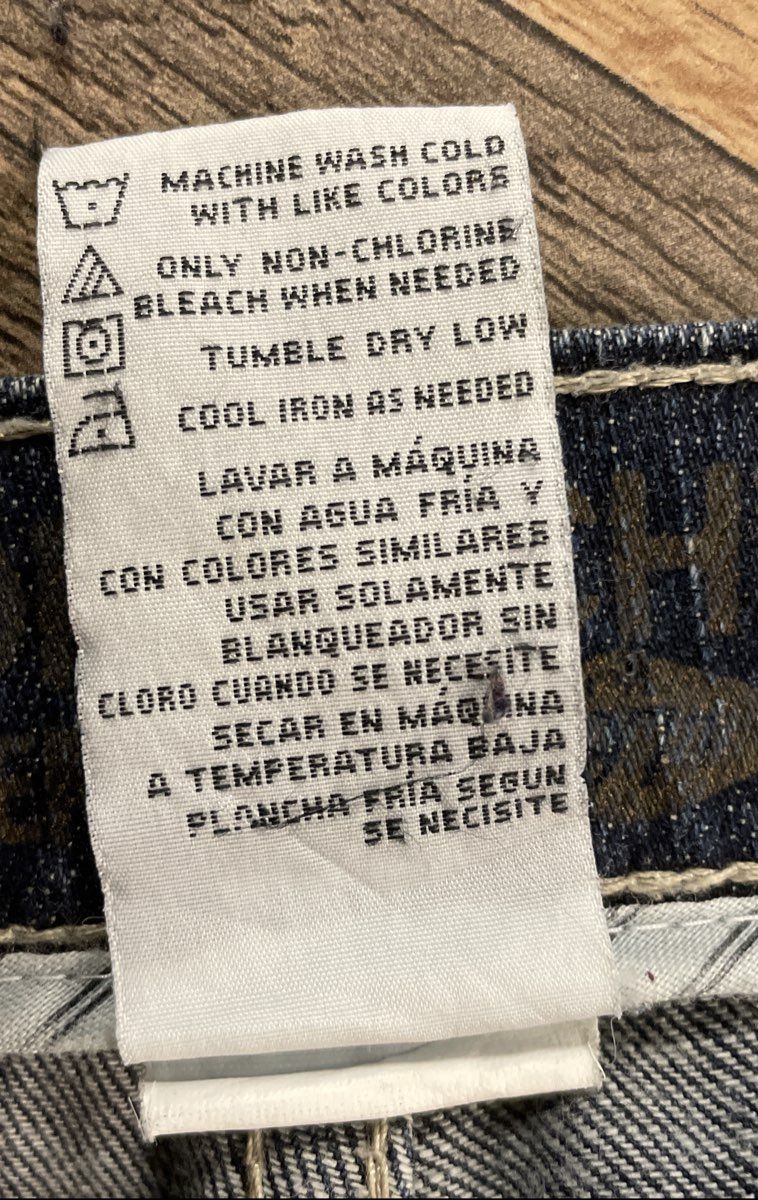 MACHINE WASH COLD
WITH LIKE COLORS
ONLY NON-CHLORINE
BLEACH WHEN NEEDED
TUMBLE DRY LOW
COOL IRON AS NEEDED
LAVAR A MÁQUINA
CON AGUA FRÍA Y
CON COLORES SIMILARES
USAR SOLAMENTE
BLANQUEADOR SIN
CLORO CUANDO SE NECESITE
SECAR EN MÁQUINA
A TEMPERATURA BAJA
PLANCHA FRÍA SEGUN
SE NECISITE